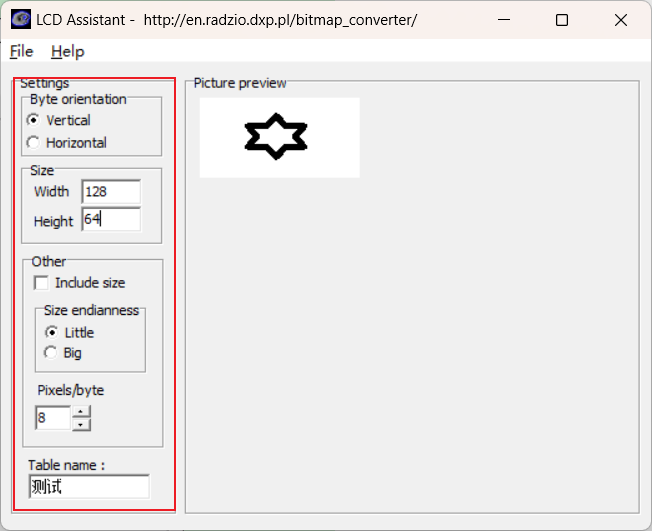 LCD Assistant - http://en.radzio.dxp.pl/bitmap_converter/
File Help
Settings
Byte orientation
Vertical
Horizontal
Size
Width 128
Height 64
Other
Include size
Size endianness
Little
Big
Pixels/byte
8
Table name :
测试
Picture preview